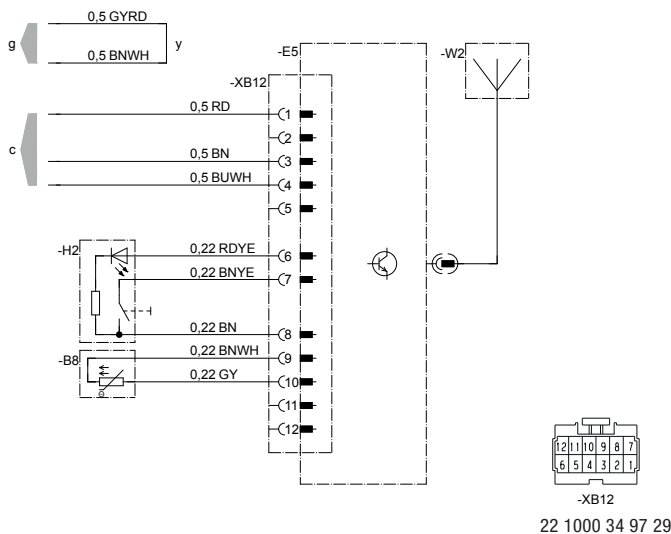 0,5 GYRD
g
y
0,5 BNWH
-E5
-W2
-XB12
0,5 RD
1
2
c
0,5 BN
3
0,5 BUWH
4
5
-H2
0,22 RDYE
6
0,22 BNYE
7
0,22 BN
8
-B8
0,22 BNWH
9
0,22 GY
10
11
12
12 11 10 9 8 7
6 5 4 3 2 1
-XB12
22 1000 34 97 29